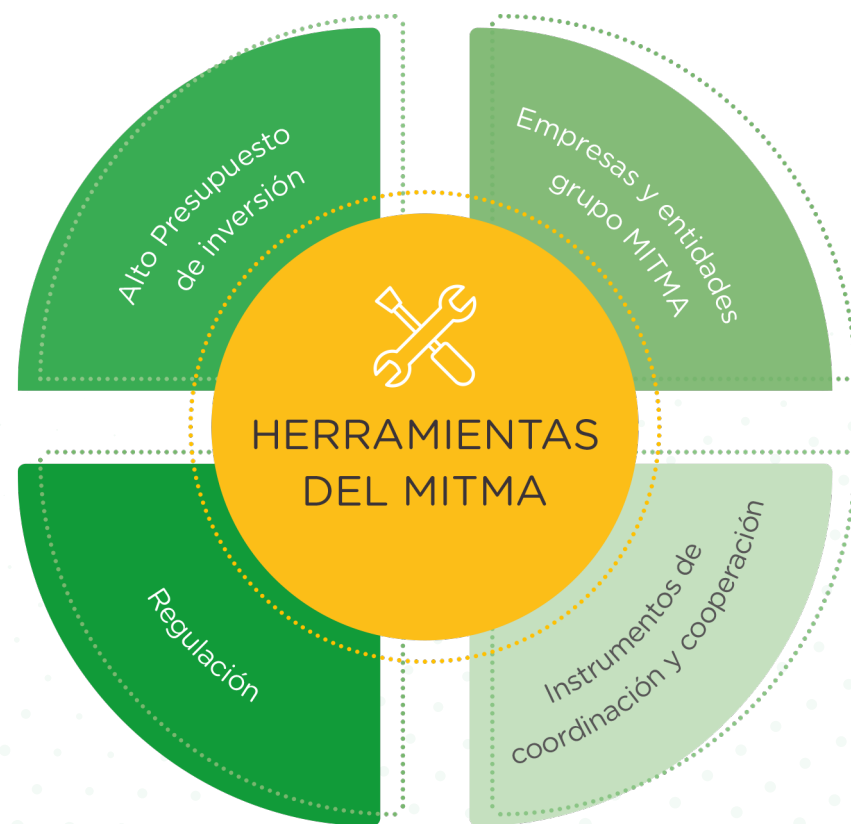 Alto Presupuesto
de inversión
Empresas y entidades
grupo MITMA
HERRAMIENTAS
DEL MITMA
Regulación
Instrumentos de
coordinación y cooperación